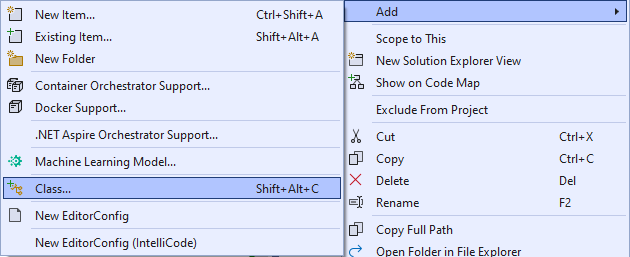 New Item... Ctrl+Shift+A
Existing Item... Shift+Alt+A
New Folder
Container Orchestrator Support...
Docker Support...
.NET Aspire Orchestrator Support...
Machine Learning Model...
Class... Shift+Alt+C
New EditorConfig
New EditorConfig (IntelliCode)
Add
Scope to This
New Solution Explorer View
Show on Code Map
Exclude From Project
Cut Ctrl+X
Copy Ctrl+C
Delete Del
Rename F2
Copy Full Path
Open Folder in File Explorer